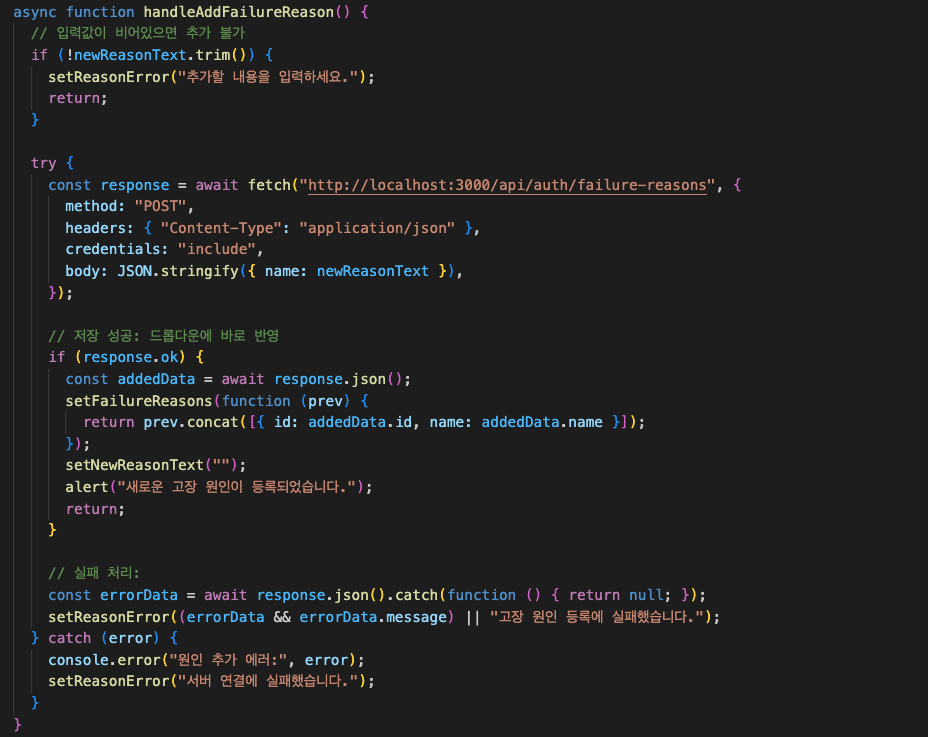 async function handleAddFailureReason() {
// 입력값이 비어있으면 추가 불가
if (!newReasonText.trim()) {
setReasonError("추가할 내용을 입력하세요.");
return;
}
try {
const response = await fetch("http://localhost:3000/api/auth/failure-reasons", {
method: "POST",
headers: { "Content-Type": "application/json" },
credentials: "include",
body: JSON.stringify({ name: newReasonText }),
});
// 저장 성공: 드롭다운에 바로 반영
if (response.ok) {
const addedData = await response.json();
setFailureReasons(function (prev) {
return prev.concat([{ id: addedData.id, name: addedData.name }]);
});
setNewReasonText("");
alert("새로운 고장 원인이 등록되었습니다.");
return;
}
// 실패 처리:
const errorData = await response.json().catch(function () { return null; });
setReasonError((errorData && errorData.message) || "고장 원인 등록에 실패했습니다.");
} catch (error) {
console.error("원인 추가 에러:", error);
setReasonError("서버 연결에 실패했습니다.");
}
}